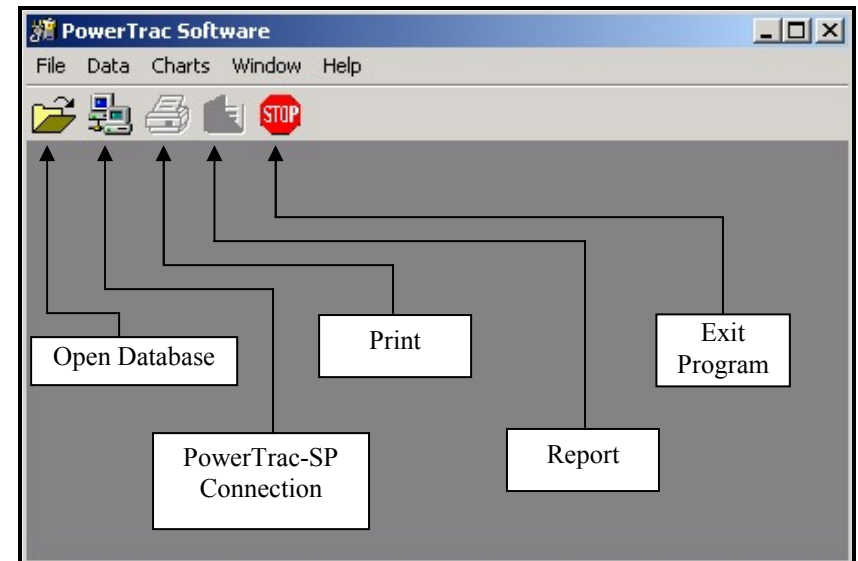 PowerTrac Software
File Data Charts Window Help
STOP
Open Database
Print
Exit
Program
PowerTrac-SP
Connection
Report